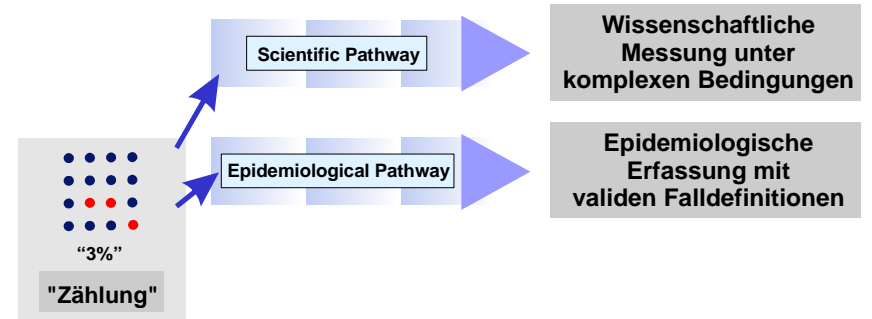 Scientific Pathway
Wissenschaftliche
Messung unter
komplexen Bedingungen
Epidemiological Pathway
Epidemiologische
Erfassung mit
validen Falldefinitionen
“3%”
"Zählung"